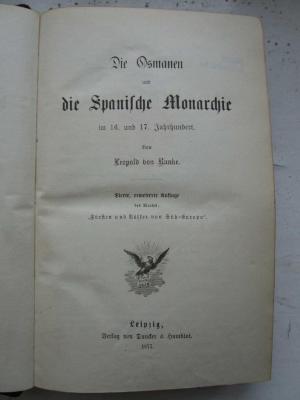 Die Osmanen
und
die Spanische Monarchie
im 16. und 17. Jahrhundert.
Von
Leopold von Ranke.
Vierte, erweiterte Auflage
des Werkes:
„Fürsten und Völker von Süd-Europa".
Leipzig,
Verlag von Duncker & Humblot.
1877.